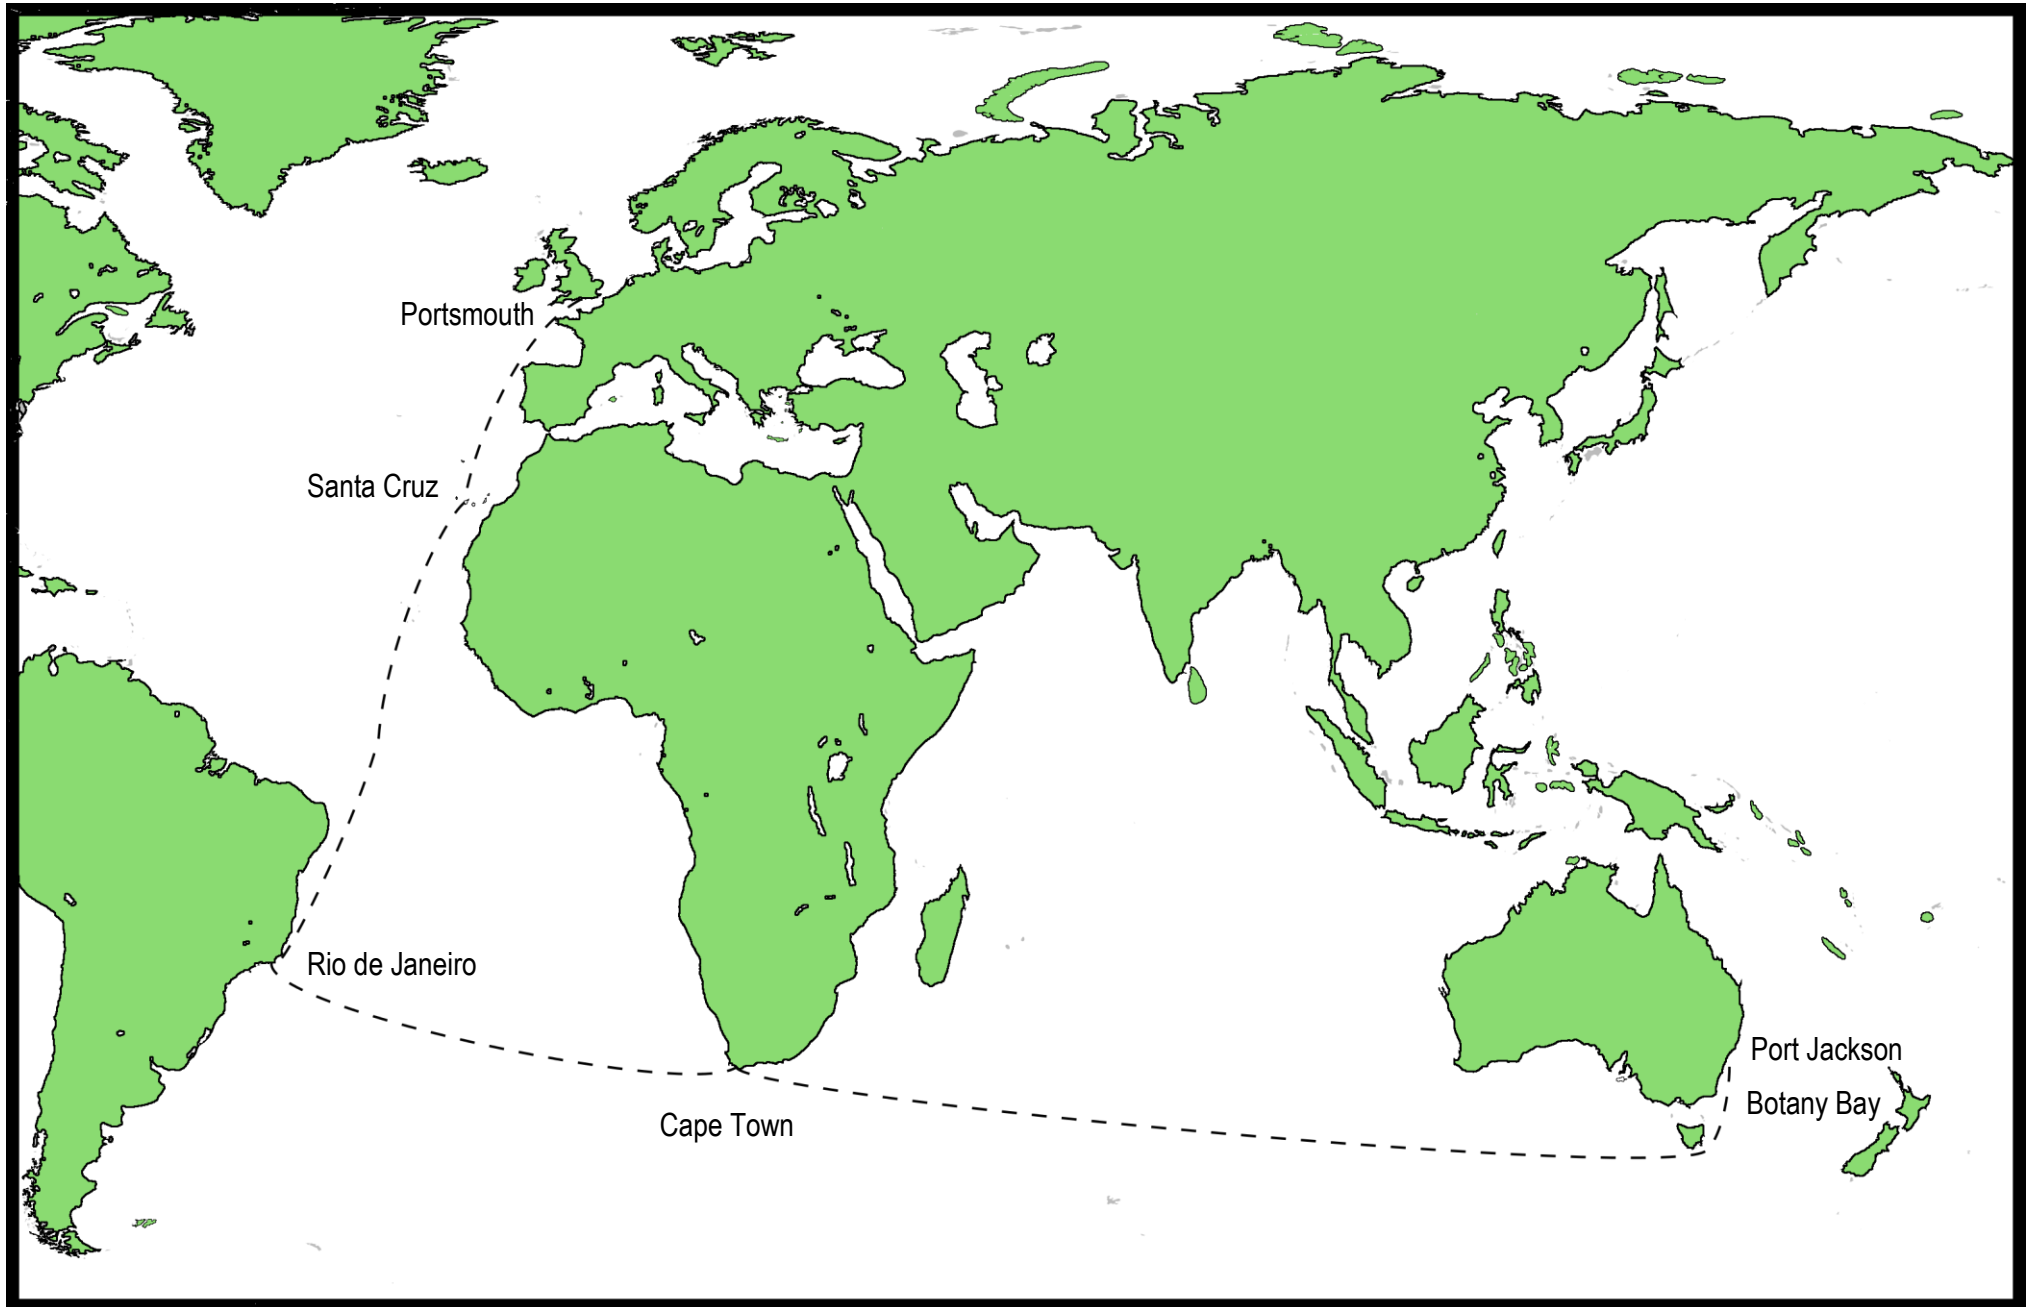 Portsmouth
Santa Cruz
Rio de Janeiro
Cape Town
Port Jackson
Botany Bay